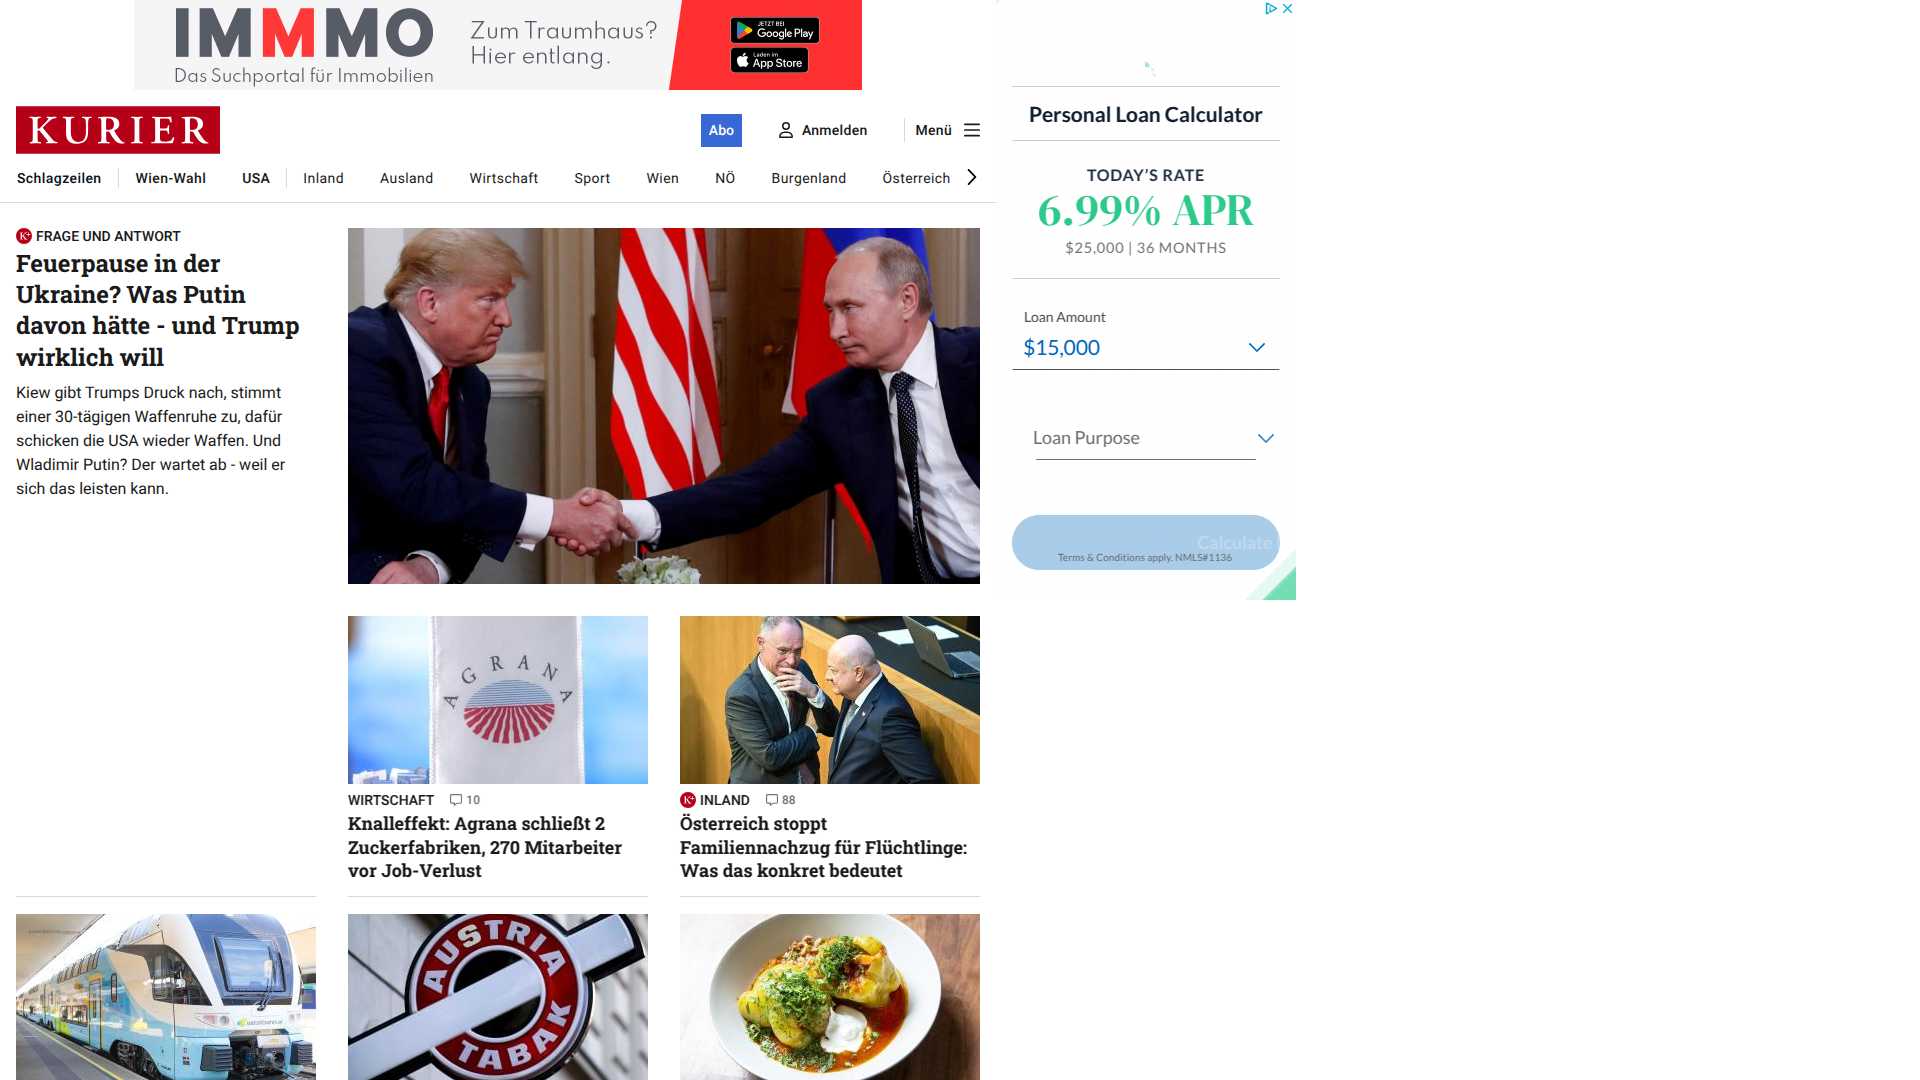 IMMMO
Das Suchportal für Immobilien
Zum Traumhaus?
Hier entlang.
JETZT BEI
Google Play
Laden im
App Store
KURIER
Abo
Anmelden
Menü
Schlagzeilen
Wien-Wahl
USA
Inland
Ausland
Wirtschaft
Sport
Wien
NÖ
Burgenland
Österreich
K+ FRAGE UND ANTWORT
Feuerpause in der
Ukraine? Was Putin
davon hätte - und Trump
wirklich will
Kiew gibt Trumps Druck nach, stimmt
einer 30-tägigen Waffenruhe zu, dafür
schicken die USA wieder Waffen. Und
Wladimir Putin? Der wartet ab - weil er
sich das leisten kann.
AGRANA
WIRTSCHAFT 10
Knalleffekt: Agrana schließt 2
Zuckerfabriken, 270 Mitarbeiter
vor Job-Verlust
K+ INLAND 88
Österreich stoppt
Familiennachzug für Flüchtlinge:
Was das konkret bedeutet
AUSTRIA
TABAK
Personal Loan Calculator
TODAY'S RATE
6.99% APR
$25,000 | 36 MONTHS
Loan Amount
$15,000
Loan Purpose
Calculate
Terms & Conditions apply. NMLS#1136